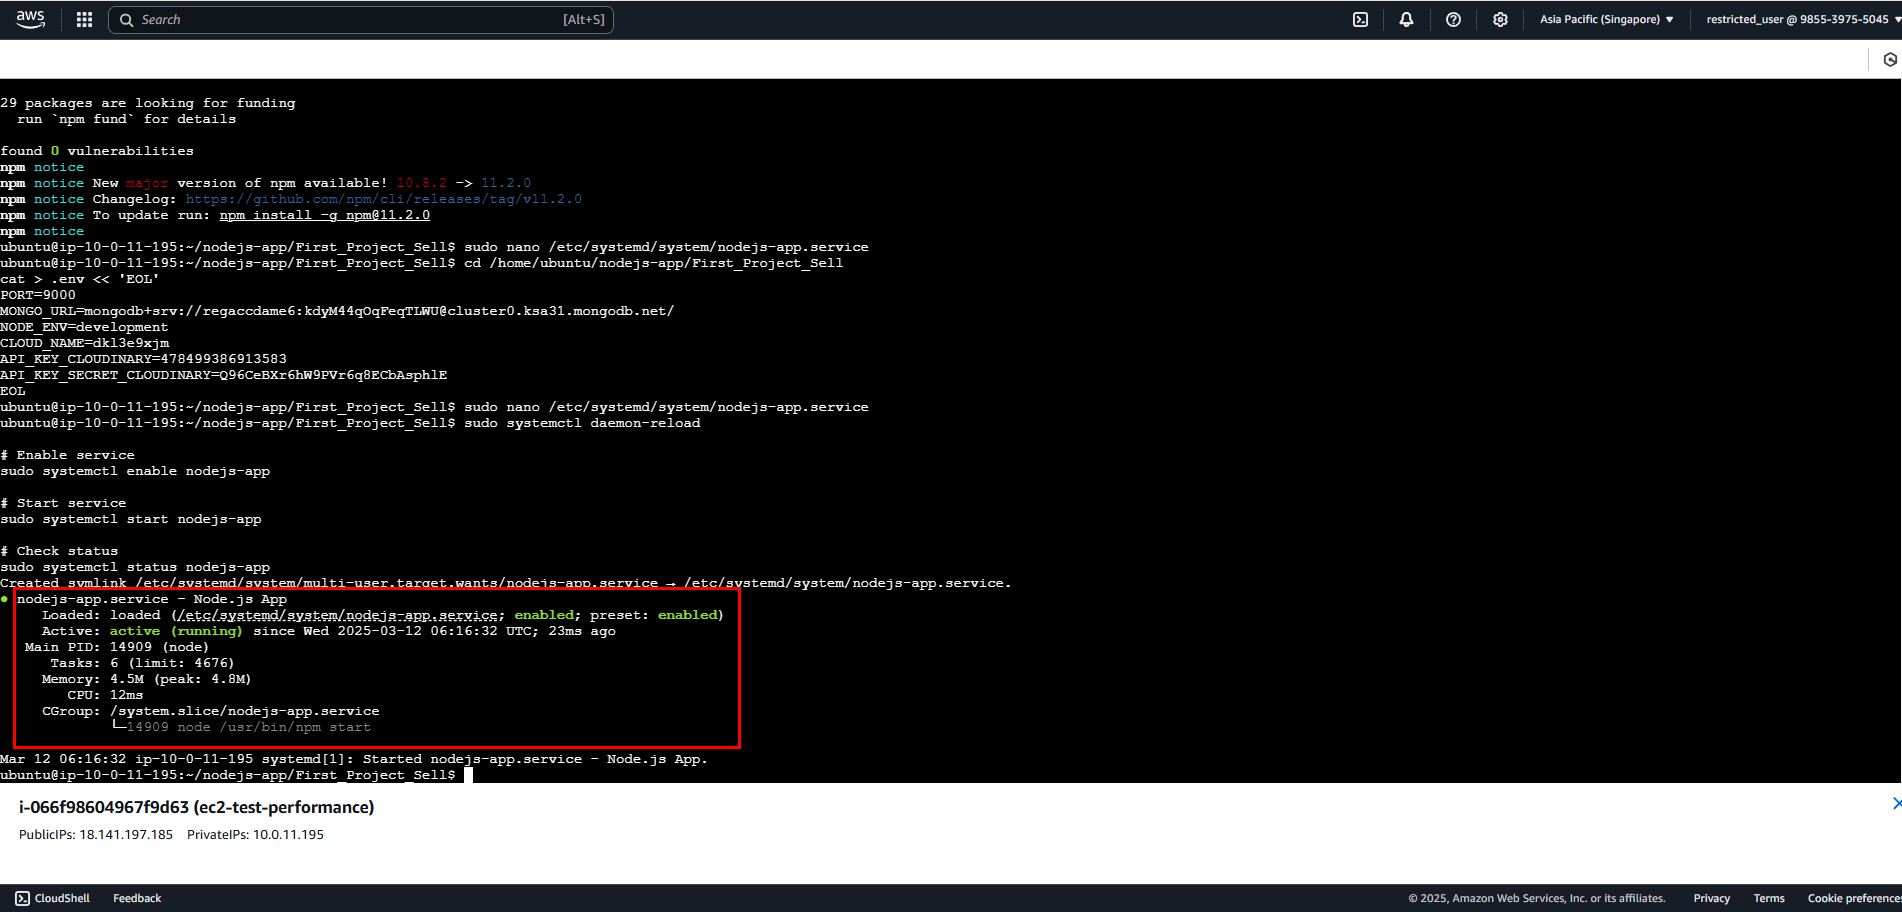 aws
Search [Alt+S]
Asia Pacific (Singapore) ▼
restricted_user @ 9855-3975-5045 ▼
29 packages are looking for funding
  run `npm fund` for details
found 0 vulnerabilities
npm notice
npm notice New major version of npm available! 10.8.2 -> 11.2.0
npm notice Changelog: https://github.com/npm/cli/releases/tag/v11.2.0
npm notice To update run: npm install -g npm@11.2.0
npm notice
ubuntu@ip-10-0-11-195:~/nodejs-app/First_Project_Sell$ sudo nano /etc/systemd/system/nodejs-app.service
ubuntu@ip-10-0-11-195:~/nodejs-app/First_Project_Sell$ cd /home/ubuntu/nodejs-app/First_Project_Sell
cat > .env << 'EOL'
PORT=9000
MONGO_URL=mongodb+srv://regaccdame6:kdyM44qOqFeqTLWU@cluster0.ksa31.mongodb.net/
NODE_ENV=development
CLOUD_NAME=dkl3e9xjm
API_KEY_CLOUDINARY=478499386913583
API_KEY_SECRET_CLOUDINARY=Q96CeBXr6hW9PVr6q8ECbAsphlE
EOL
ubuntu@ip-10-0-11-195:~/nodejs-app/First_Project_Sell$ sudo nano /etc/systemd/system/nodejs-app.service
ubuntu@ip-10-0-11-195:~/nodejs-app/First_Project_Sell$ sudo systemctl daemon-reload
# Enable service
sudo systemctl enable nodejs-app
# Start service
sudo systemctl start nodejs-app
# Check status
sudo systemctl status nodejs-app
Created symlink /etc/systemd/system/multi-user.target.wants/nodejs-app.service → /etc/systemd/system/nodejs-app.service.
● nodejs-app.service - Node.js App
     Loaded: loaded (/etc/systemd/system/nodejs-app.service; enabled; preset: enabled)
     Active: active (running) since Wed 2025-03-12 06:16:32 UTC; 23ms ago
   Main PID: 14909 (node)
      Tasks: 6 (limit: 4676)
     Memory: 4.5M (peak: 4.8M)
        CPU: 12ms
     CGroup: /system.slice/nodejs-app.service
             └─14909 node /usr/bin/npm start
Mar 12 06:16:32 ip-10-0-11-195 systemd[1]: Started nodejs-app.service - Node.js App.
ubuntu@ip-10-0-11-195:~/nodejs-app/First_Project_Sell$
i-066f98604967f9d63 (ec2-test-performance)
PublicIPs: 18.141.197.185 PrivateIPs: 10.0.11.195
CloudShell Feedback
© 2025, Amazon Web Services, Inc. or its affiliates. Privacy Terms Cookie preferences